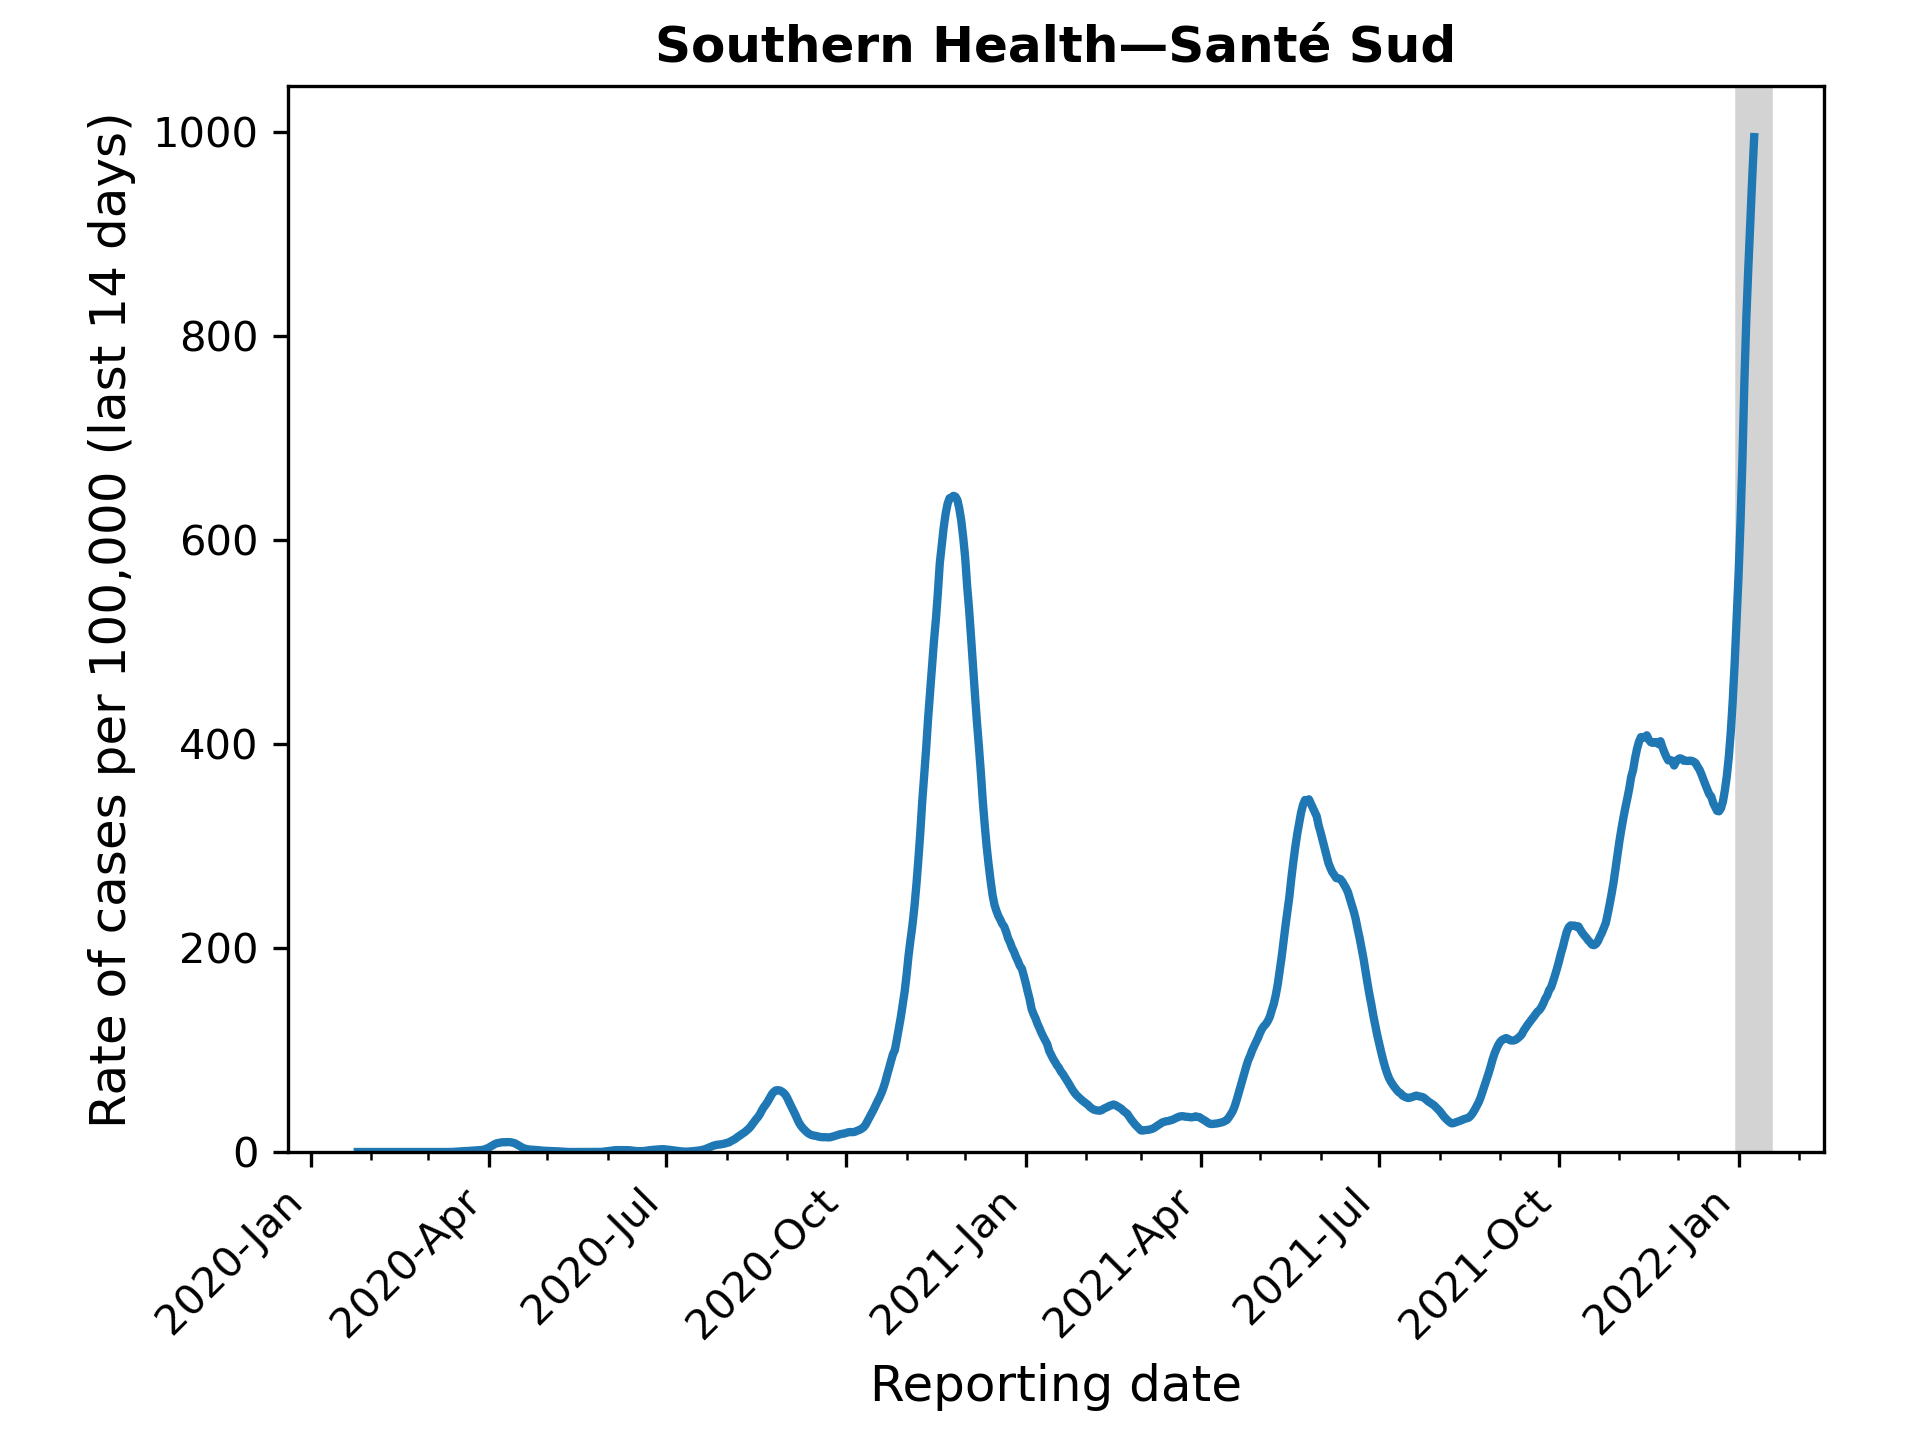 Southern Health—Santé Sud
Rate of cases per 100,000 (last 14 days)
1000
800
600
400
200
0
2020-Jan
2020-Apr
2020-Jul
2020-Oct
2021-Jan
2021-Apr
2021-Jul
2021-Oct
2022-Jan
Reporting date